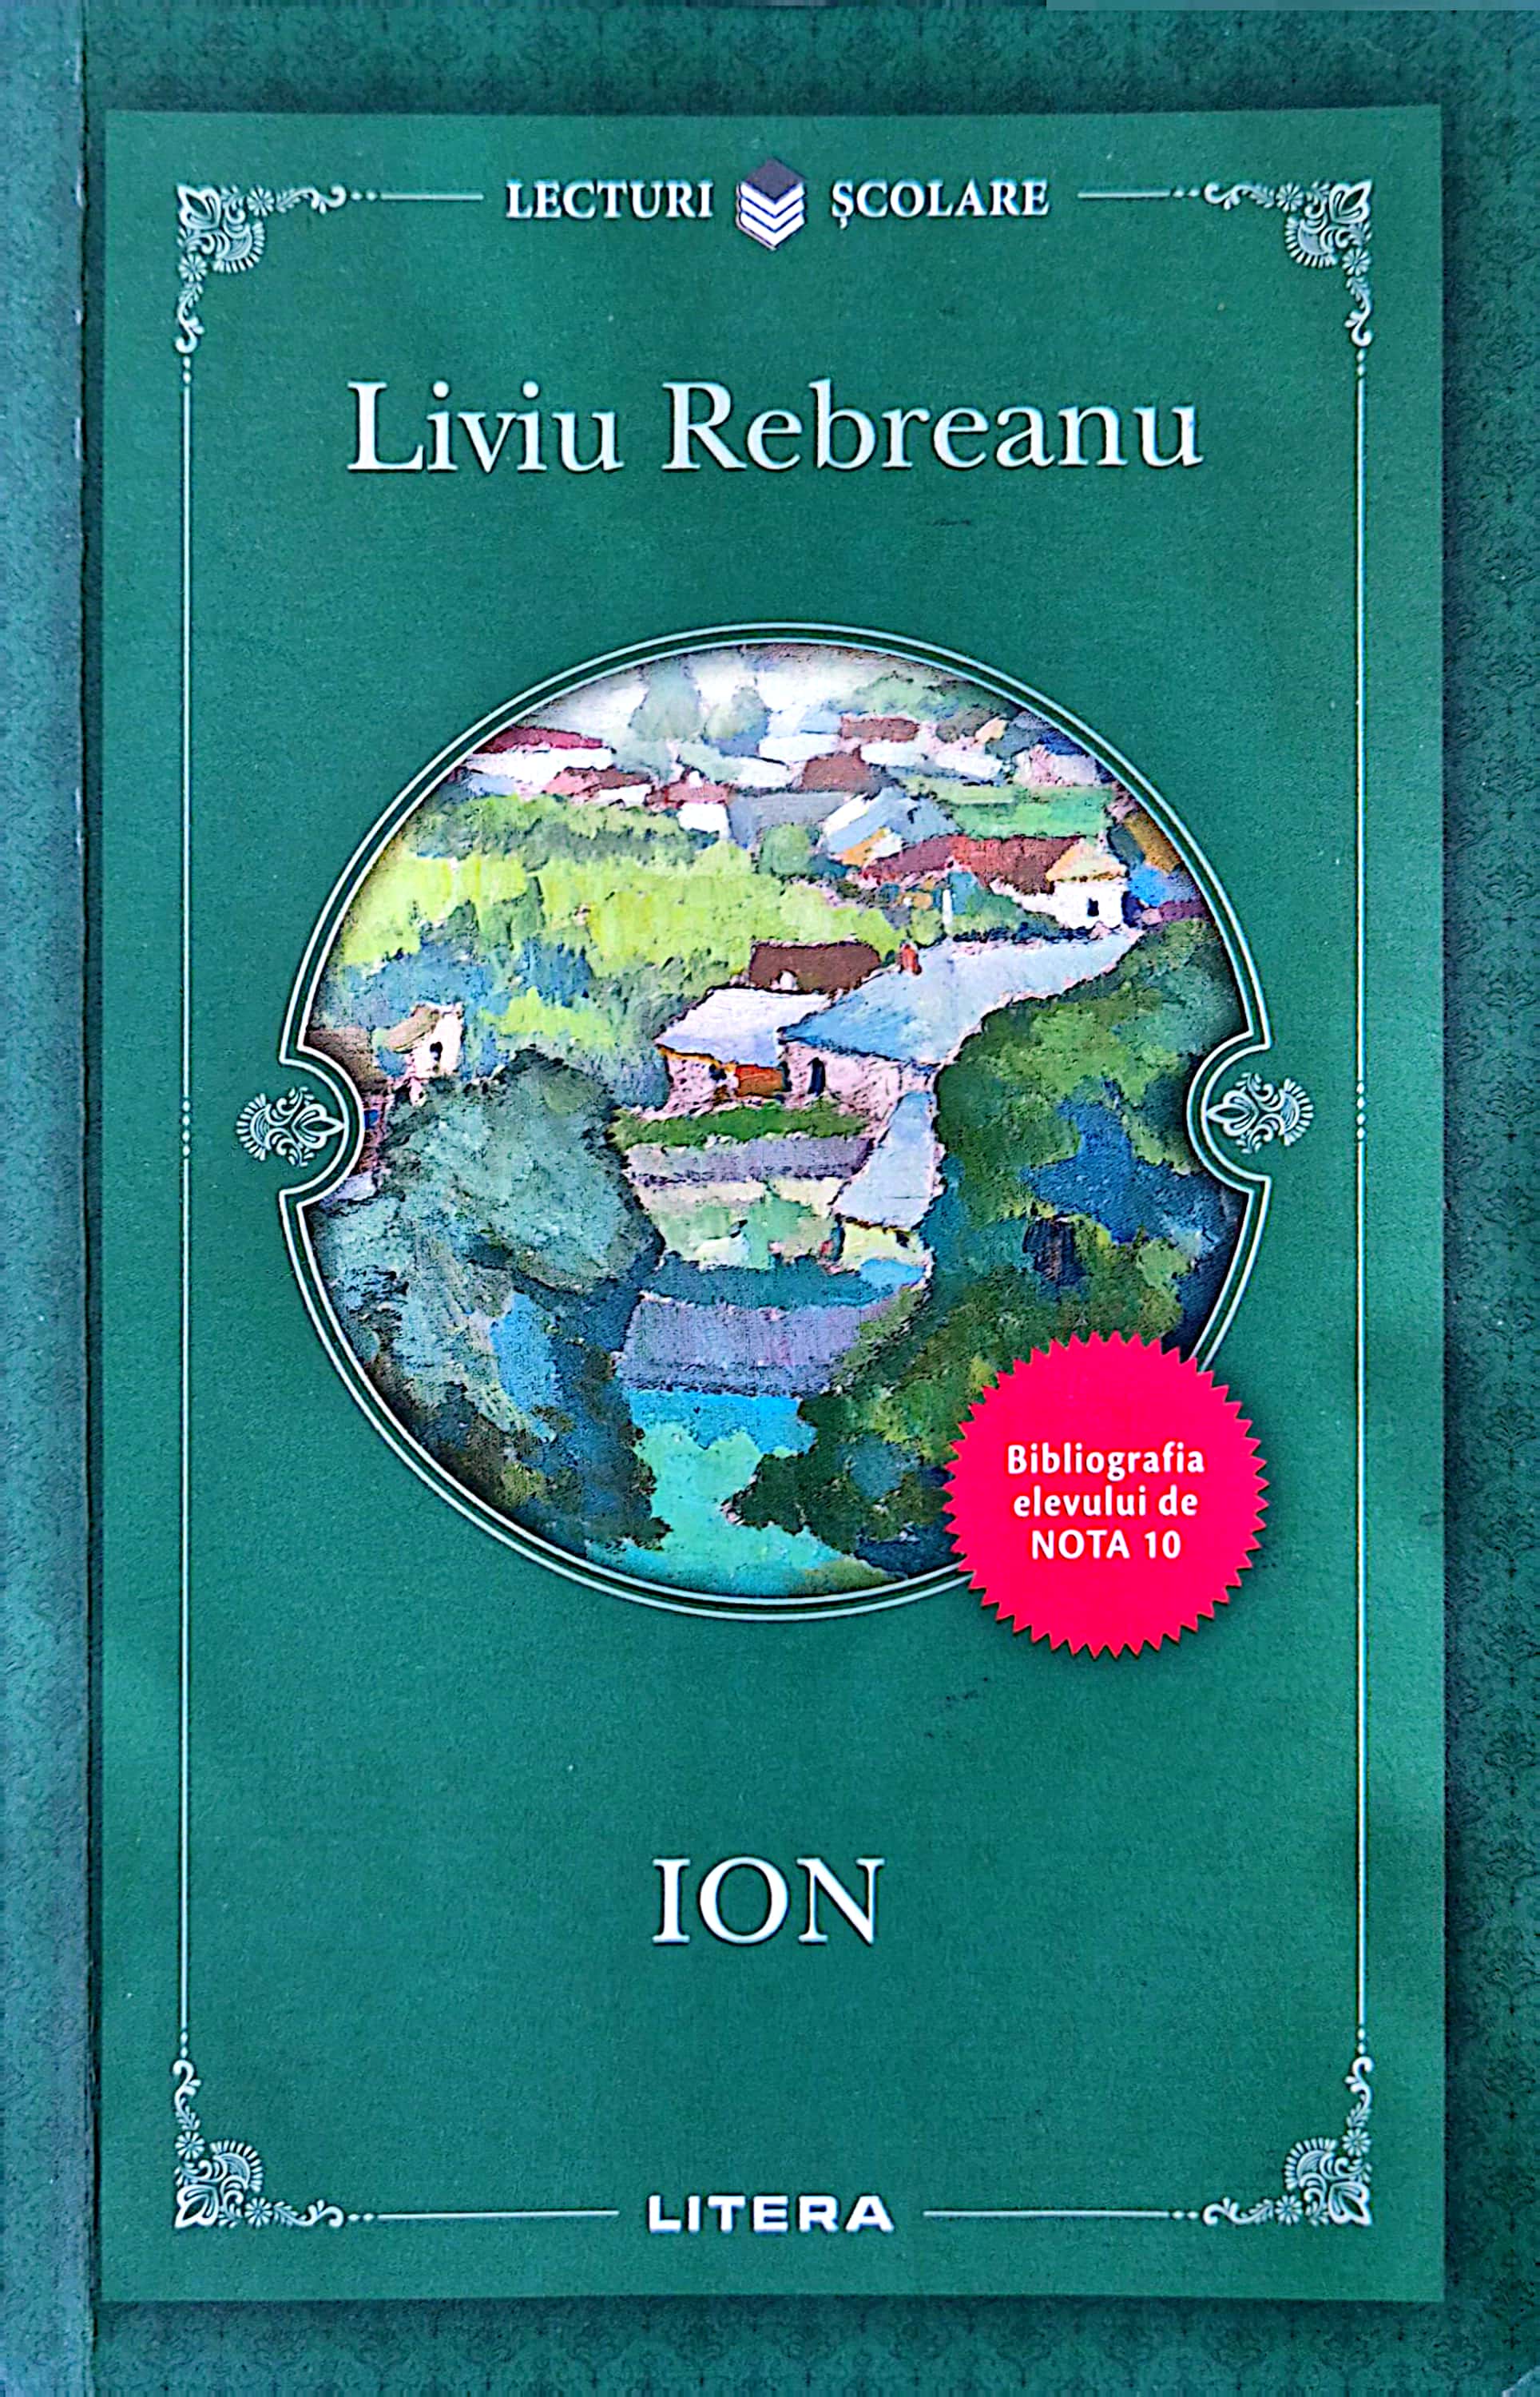 LECTURI ȘCOLARE
Liviu Rebreanu
Bibliografia
elevului de
NOTA 10
ION
LITERA